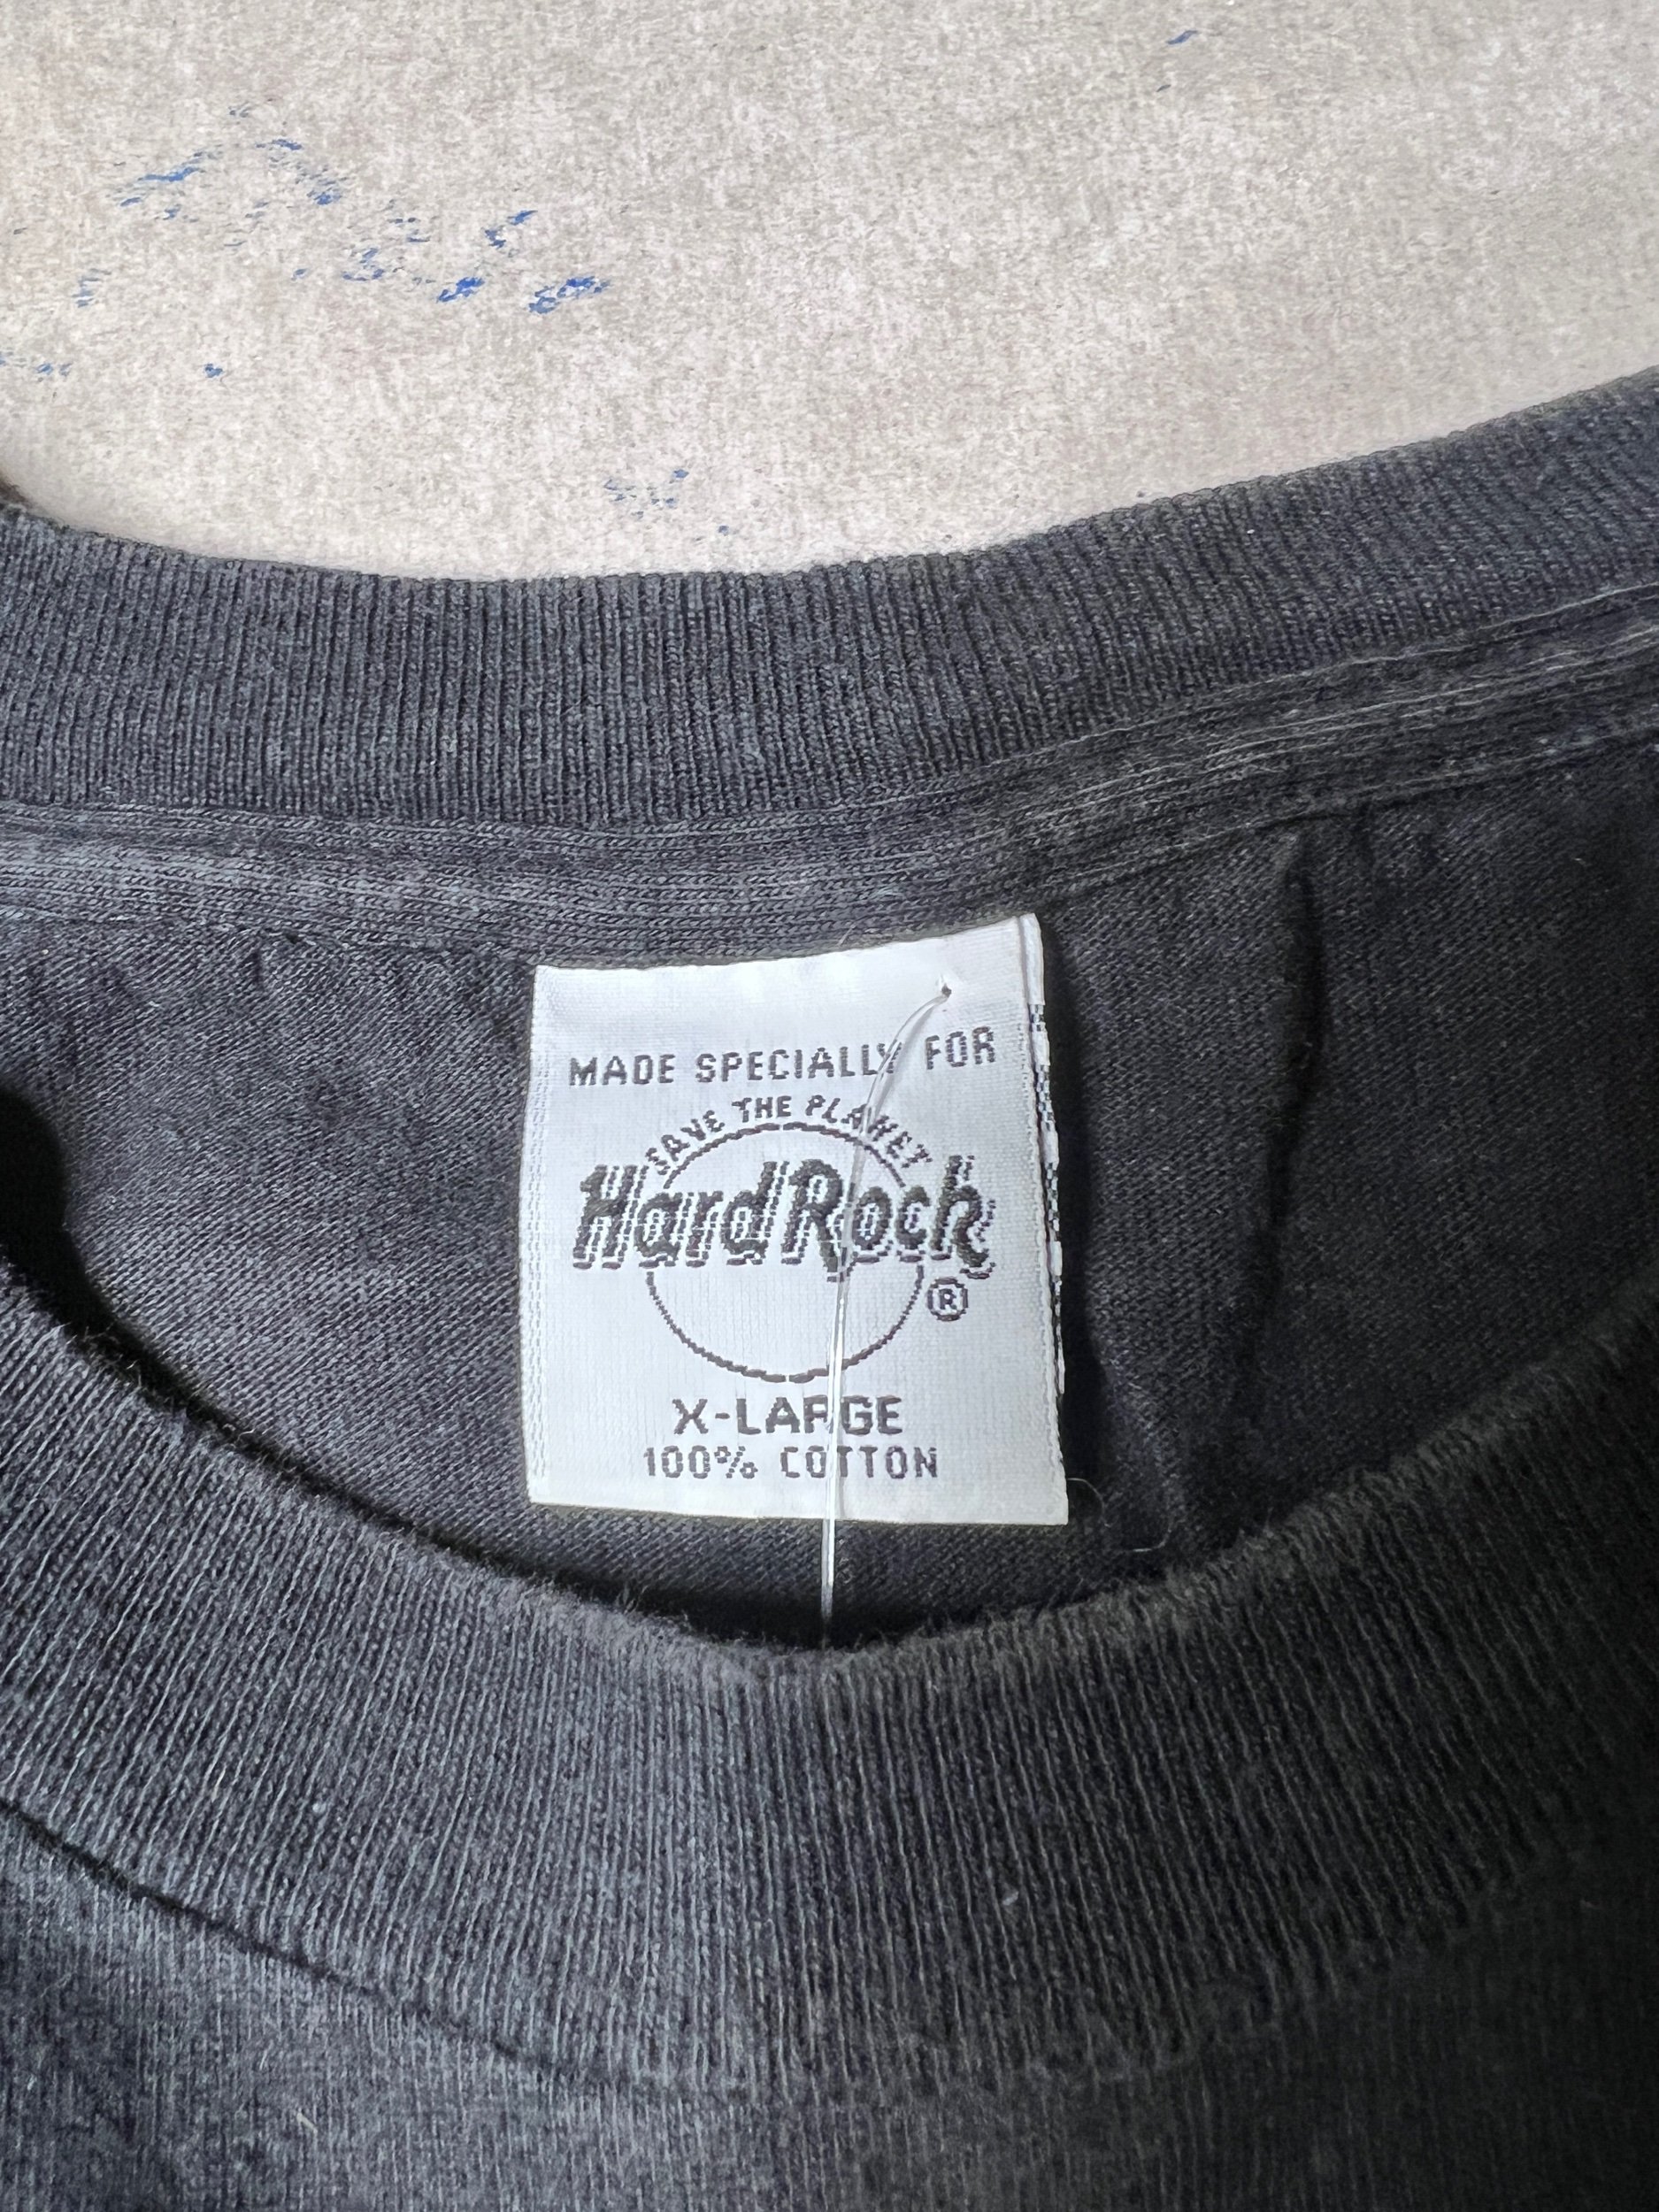 MADE SPECIALLY FOR
SAVE THE PLANET
Hard Rock
®
X-LARGE
100% COTTON